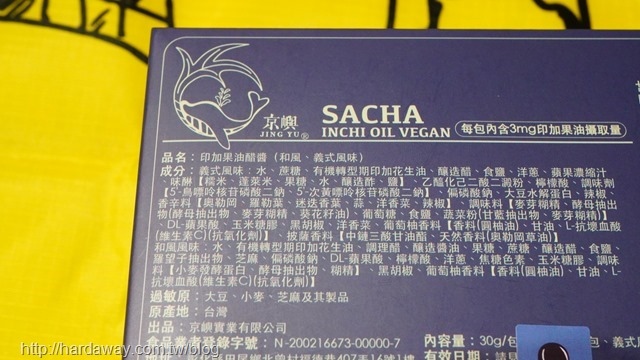 京嶼
JING YU®
SACHA
INCHI OIL VEGAN
每包內含3mg印加果油攝取量
品名：印加果油醋醬（和風、義式風味）
成分：義式風味：水、蔗糖、有機轉型期印加花生油、釀造醋、食鹽、洋蔥、蘋果濃縮汁
、味醂【糯米、蓬萊米、果糖、水、釀造酢、鹽】、乙醯化己二酸二澱粉、檸檬酸、調味劑
【5-鳥嘌呤核苷磷酸二鈉、5-次黃嘌呤核苷磷酸二鈉】、偏磷酸鈉、大豆水解蛋白、辣椒、
香辛料【奧勒岡、羅勒葉、迷迭香葉、蒜、洋香菜、辣椒】、調味料【麥芽糊精、酵母抽出
物(酵母抽出物、麥芽糊精、葵花籽油)、葡萄糖、食鹽、蔬菜粉(甘藍抽出物)、麥芽糊精】
、DL-蘋果酸、玉米糖膠、黑胡椒、洋香菜、葡萄柚香料【香料(圓柚油)、甘油、L-抗壞血酸
(維生素C)(抗氧化劑)】、披薩香料【中鏈三酸甘油酯、天然香料(奧勒岡草油)】
和風風味：水、有機轉型期印加花生油、調理醋、釀造醬油、果糖、蔗糖、釀造醋、食鹽、
羅望子抽出物、芝麻、偏磷酸鈉、DL-蘋果酸、檸檬酸、洋蔥、焦糖色素、玉米糖膠、調味
劑【小麥發酵蛋白、酵母抽出物、糊精】、黑胡椒、葡萄柚香料【香料(圓柚油)、甘油、L-抗
壞血酸(維生素C)(抗氧化劑)】
過敏原：大豆、小麥、芝麻及其製品
原產地：台灣
出品：京嶼實業有限公司
食品業者登錄字號：N-200216673-00000-7
內容量：30g/包
有效日期
http://hardaway.com.tw/blog